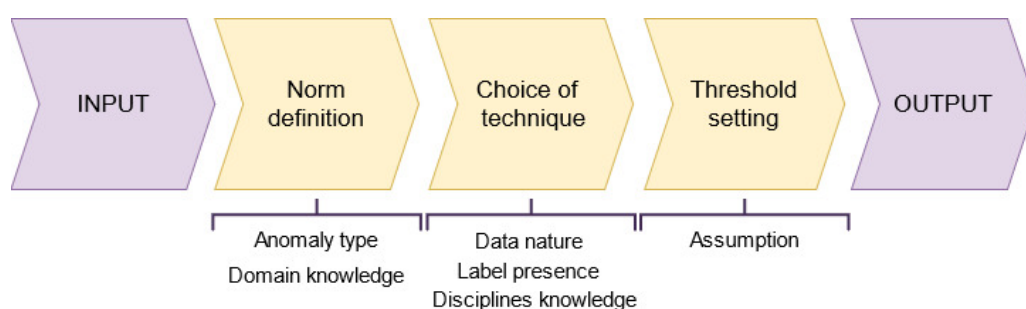 INPUT
Norm
definition
Choice of
technique
Threshold
setting
OUTPUT
Anomaly type
Domain knowledge
Data nature
Label presence
Disciplines knowledge
Assumption